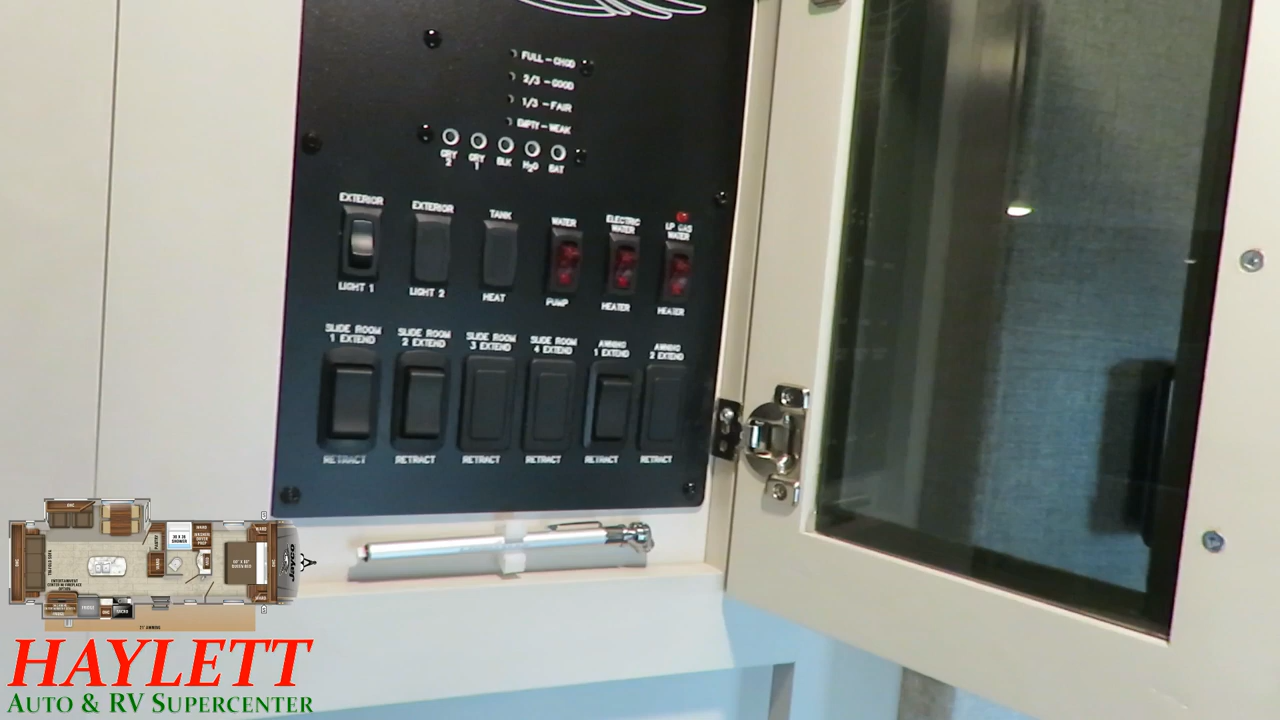 FULL-CHGD
2/3-GOOD
1/3-FAIR
EMPTY-WEAK
GRY 2
GRY 1
BLK
H2O
BAT
EXTERIOR
LIGHT 1
EXTERIOR
LIGHT 2
TANK
HEAT
WATER
PUMP
ELECTRIC
WATER
HEATER
LP GAS
WATER
HEATER
SLIDE ROOM
1 EXTEND
RETRACT
SLIDE ROOM
2 EXTEND
RETRACT
SLIDE ROOM
3 EXTEND
RETRACT
SLIDE ROOM
4 EXTEND
RETRACT
AWNING
1 EXTEND
RETRACT
AWNING
2 EXTEND
RETRACT
HAYLETT
AUTO & RV SUPERCENTER